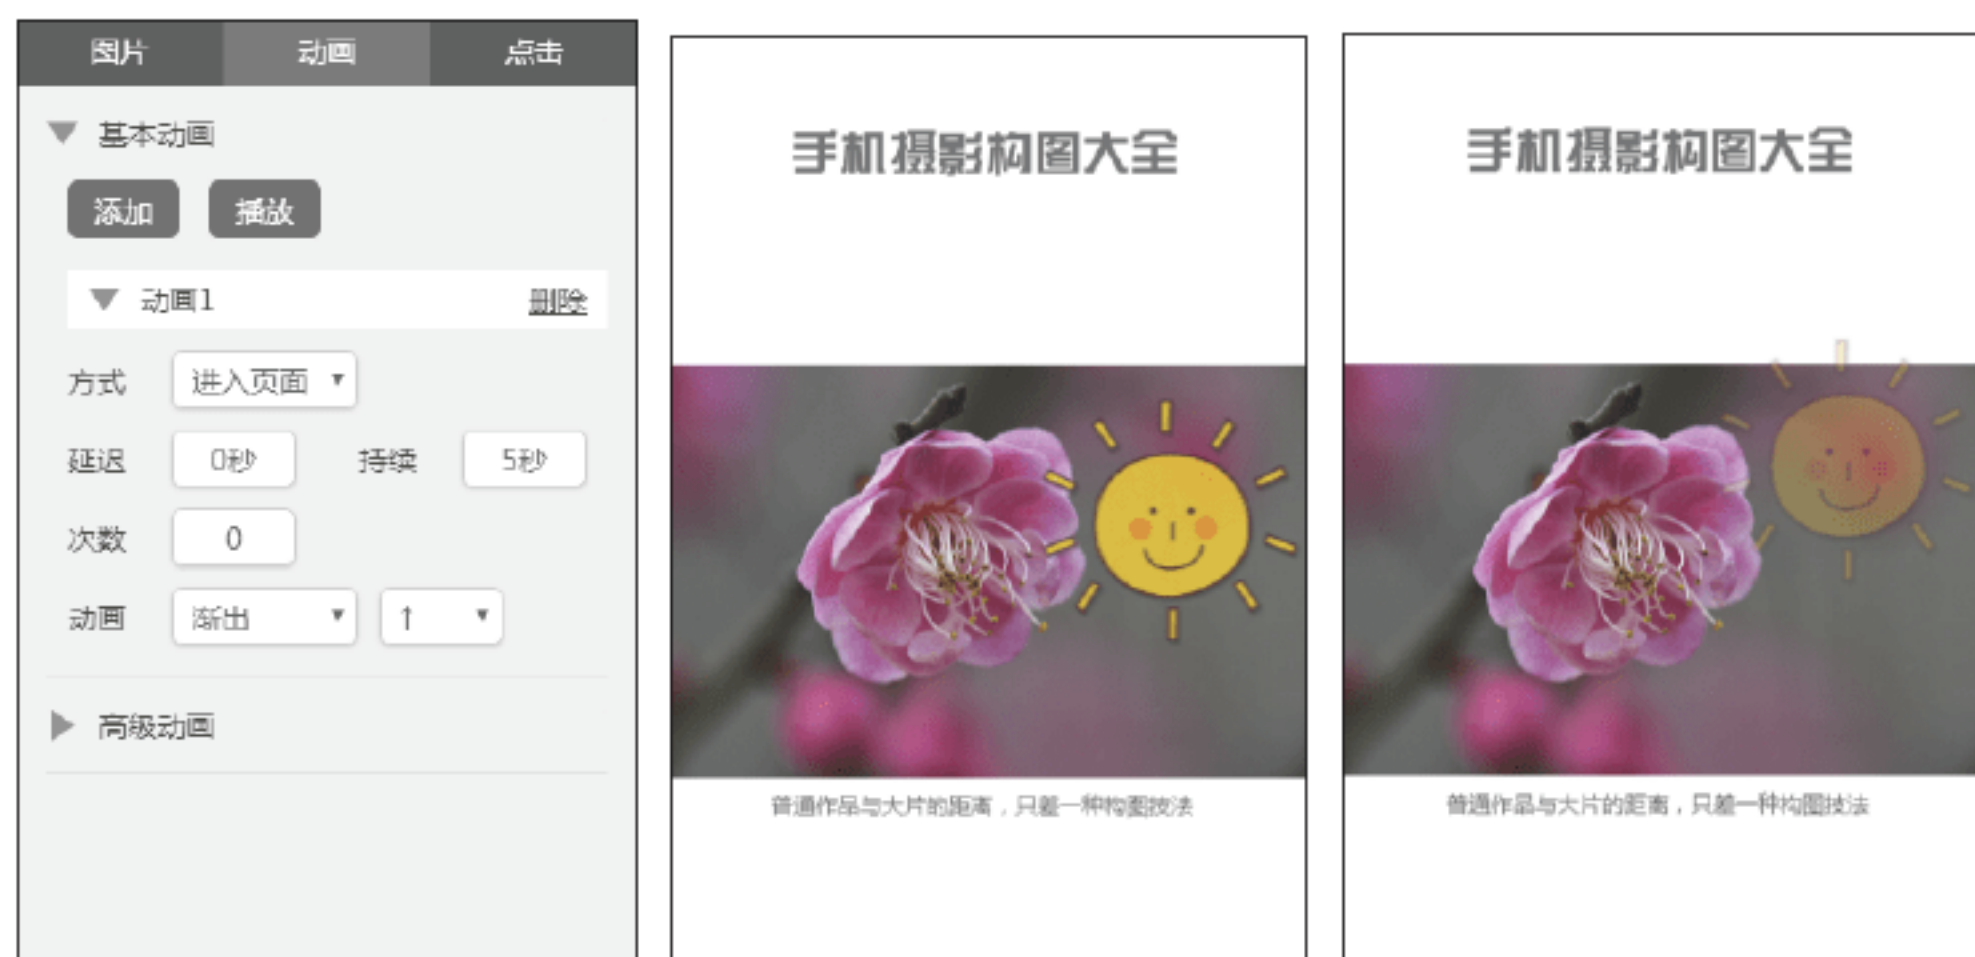 图片 动画 点击
基本动画
添加 播放
动画1 删除
方式 进入页面
延迟 0秒 持续 5秒
次数 0
动画 渐出 ↑
高级动画
手机摄影构图大全
普通作品与大片的距离，只差一种构图技法
手机摄影构图大全
普通作品与大片的距离，只差一种构图技法